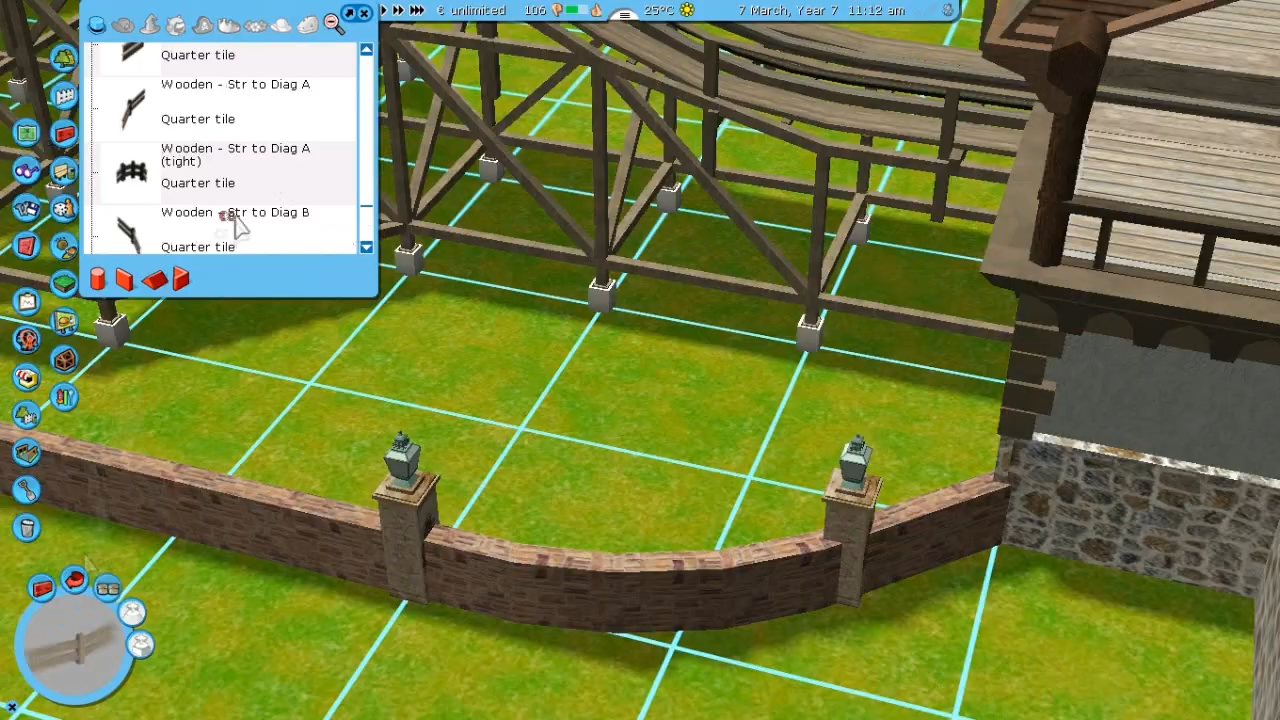 € unlimited 106 25ºC 7 March, Year 7 11:12 am
Quarter tile
Wooden - Str to Diag A
Quarter tile
Wooden - Str to Diag A
(tight)
Quarter tile
Wooden - Str to Diag B
Quarter tile